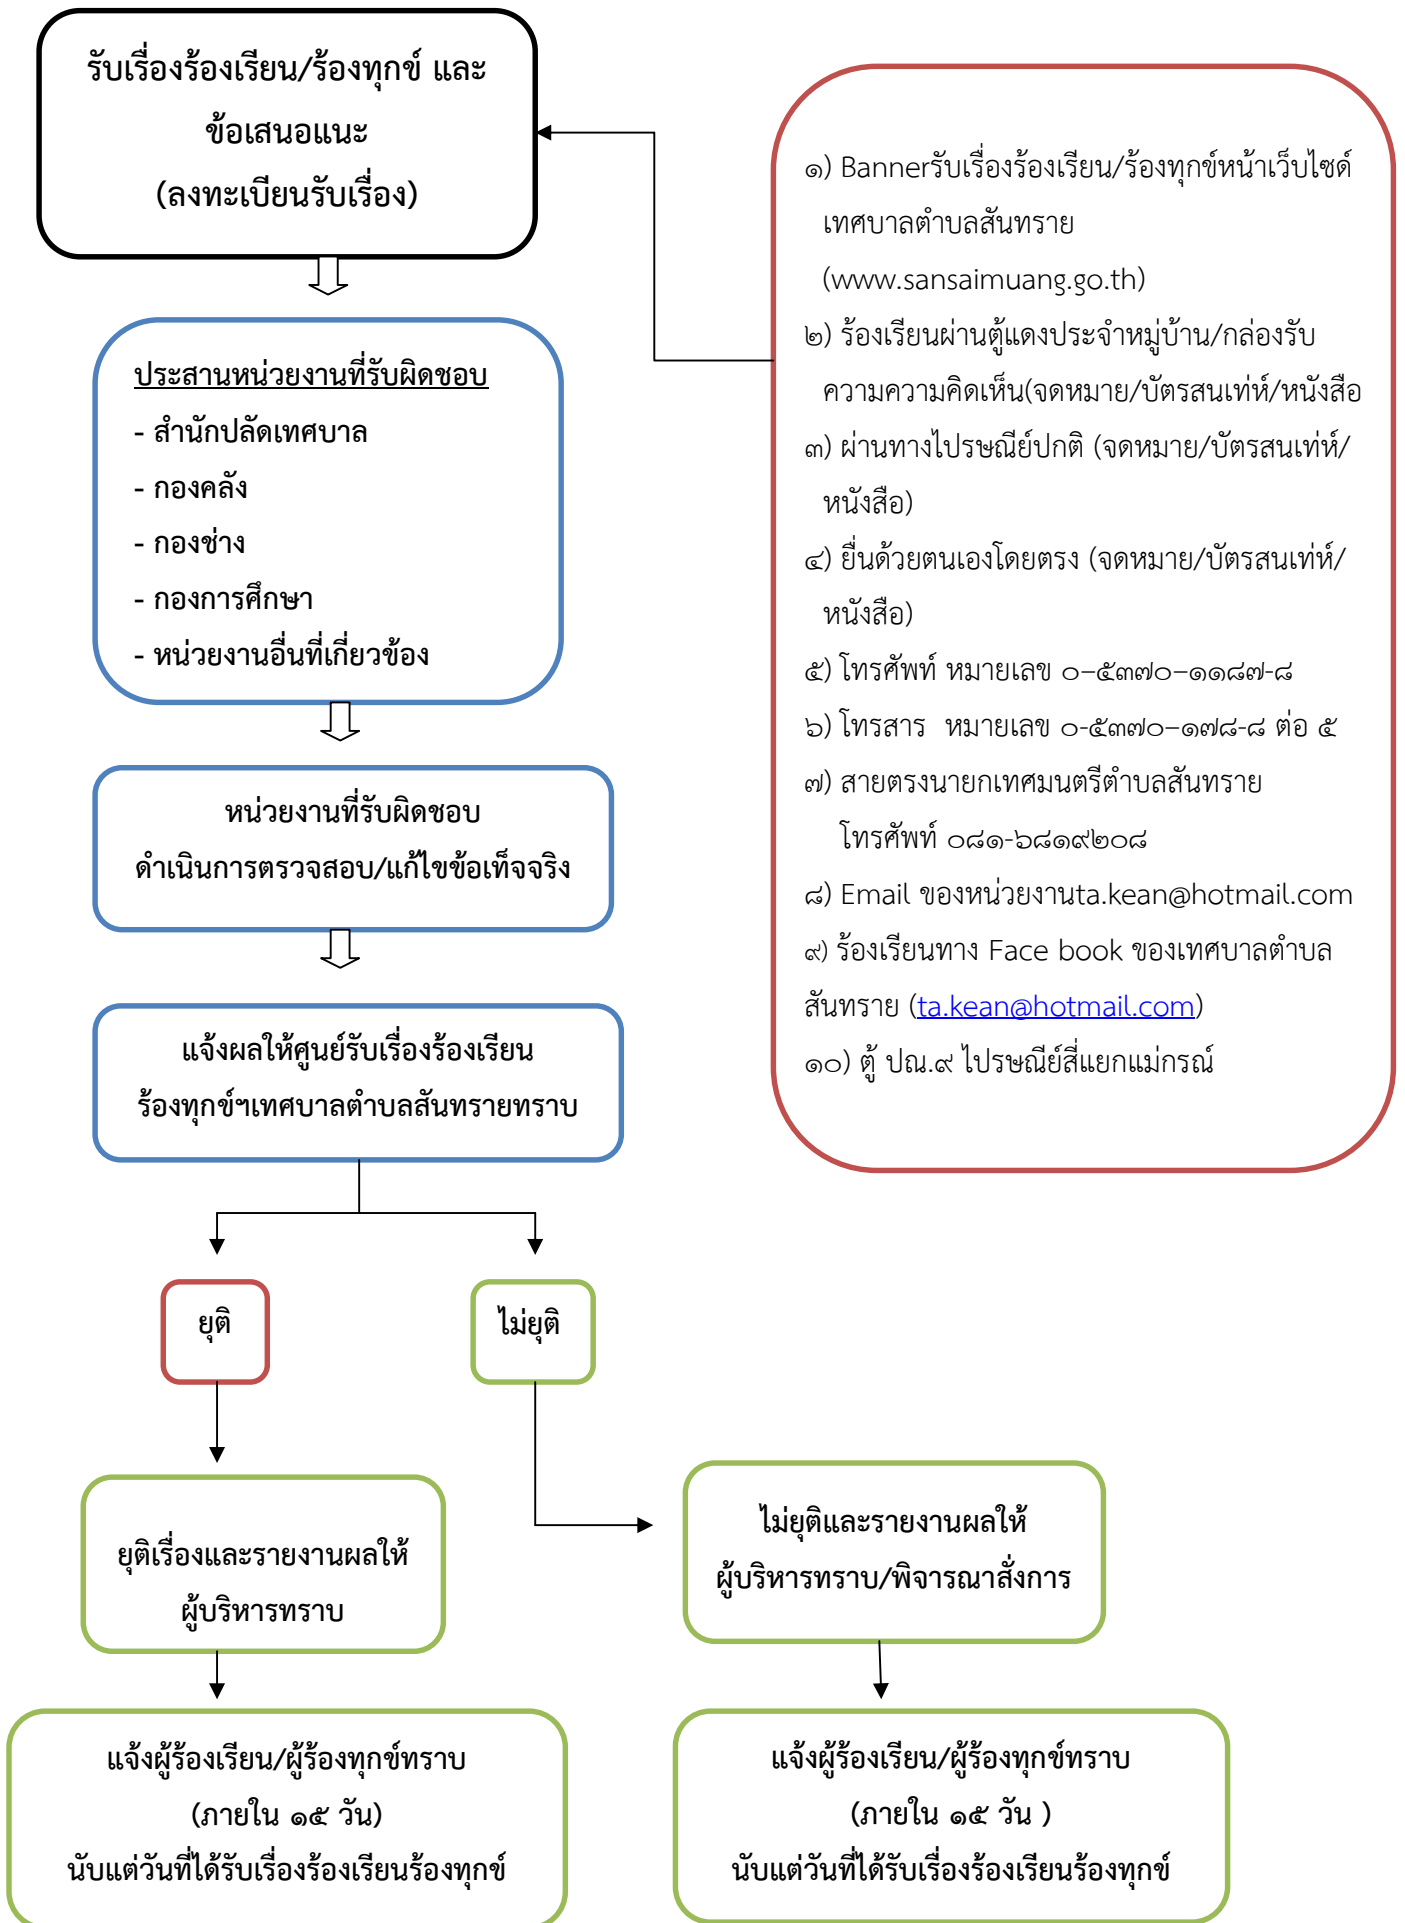 รับเรื่องร้องเรียน/ร้องทุกข์ และ
ข้อเสนอแนะ
(ลงทะเบียนรับเรื่อง)
๑) Bannerรับเรื่องร้องเรียน/ร้องทุกข์หน้าเว็บไซด์
เทศบาลตำบลสันทราย
(www.sansaimuang.go.th)
๒) ร้องเรียนผ่านตู้แดงประจำหมู่บ้าน/กล่องรับ
ความความคิดเห็น(จดหมาย/บัตรสนเท่ห์/หนังสือ
๓) ผ่านทางไปรษณีย์ปกติ (จดหมาย/บัตรสนเท่ห์/
หนังสือ)
๔) ยื่นด้วยตนเองโดยตรง (จดหมาย/บัตรสนเท่ห์/
หนังสือ)
๕) โทรศัพท์ หมายเลข ๐–๕๓๗๐–๑๑๘๗-๘
๖) โทรสาร หมายเลข ๐-๕๓๗๐–๑๗๘-๘ ต่อ ๕
๗) สายตรงนายกเทศมนตรีตำบลสันทราย
โทรศัพท์ ๐๘๑-๖๘๑๙๒๐๘
๘) Email ของหน่วยงานta.kean@hotmail.com
๙) ร้องเรียนทาง Face book ของเทศบาลตำบล
สันทราย (ta.kean@hotmail.com)
๑๐) ตู้ ปณ.๙ ไปรษณีย์สี่แยกแม่กรณ์
ประสานหน่วยงานที่รับผิดชอบ
- สำนักปลัดเทศบาล
- กองคลัง
- กองช่าง
- กองการศึกษา
- หน่วยงานอื่นที่เกี่ยวข้อง
หน่วยงานที่รับผิดชอบ
ดำเนินการตรวจสอบ/แก้ไขข้อเท็จจริง
แจ้งผลให้ศูนย์รับเรื่องร้องเรียน
ร้องทุกข์ฯเทศบาลตำบลสันทรายทราบ
ยุติ
ไม่ยุติ
ยุติเรื่องและรายงานผลให้
ผู้บริหารทราบ
ไม่ยุติและรายงานผลให้
ผู้บริหารทราบ/พิจารณาสั่งการ
แจ้งผู้ร้องเรียน/ผู้ร้องทุกข์ทราบ
(ภายใน ๑๕ วัน)
นับแต่วันที่ได้รับเรื่องร้องเรียนร้องทุกข์
แจ้งผู้ร้องเรียน/ผู้ร้องทุกข์ทราบ
(ภายใน ๑๕ วัน )
นับแต่วันที่ได้รับเรื่องร้องเรียนร้องทุกข์